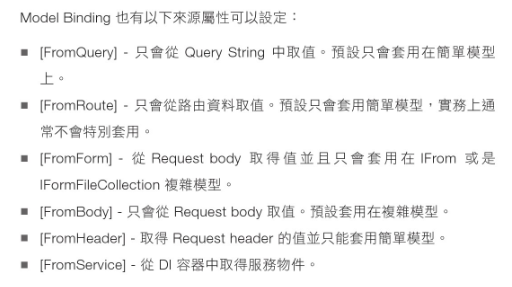 Model Binding 也有以下來源屬性可以設定：
■ [FromQuery] - 只會從 Query String 中取值。預設只會套用在簡單模型
上。
■ [FromRoute] - 只會從路由資料取值。預設只會套用簡單模型，實務上通
常不會特別套用。
■ [FromForm] - 從 Request body 取得值並且只會套用在 IFrom 或是
IFormFileCollection 複雜模型。
■ [FromBody] - 只會從 Request body 取值。預設套用在複雜模型。
■ [FromHeader] - 取得 Request header 的值並只能套用簡單模型。
■ [FromService] - 從 DI 容器中取得服務物件。